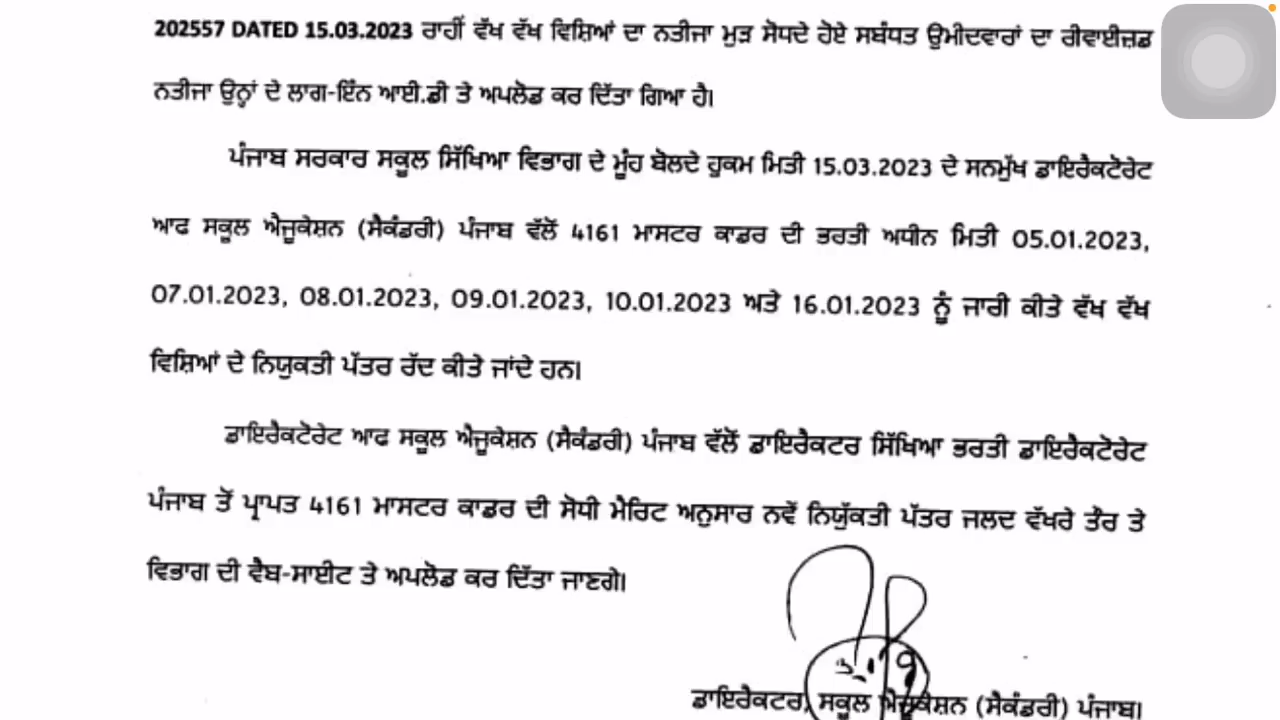 202557 DATED 15.03.2023 ਰਾਹੀਂ ਵੱਖ ਵੱਖ ਵਿਸ਼ਿਆਂ ਦਾ ਨਤੀਜਾ ਮੁੜ ਸੋਧਦੇ ਹੋਏ ਸਬੰਧਤ ਉਮੀਦਵਾਰਾਂ ਦਾ ਰੀਵਾਈਜ਼ਡ
ਨਤੀਜਾ ਉਨ੍ਹਾਂ ਦੇ ਲਾਗ-ਇੰਨ ਆਈ.ਡੀ ਤੇ ਅਪਲੋਡ ਕਰ ਦਿੱਤਾ ਗਿਆ ਹੈ।
ਪੰਜਾਬ ਸਰਕਾਰ ਸਕੂਲ ਸਿੱਖਿਆ ਵਿਭਾਗ ਦੇ ਮੂੰਹ ਬੋਲਦੇ ਹੁਕਮ ਮਿਤੀ 15.03.2023 ਦੇ ਸਨਮੁੱਖ ਡਾਇਰੈਕਟੋਰੇਟ
ਆਫ ਸਕੂਲ ਐਜੂਕੇਸ਼ਨ (ਸੈਕੰਡਰੀ) ਪੰਜਾਬ ਵੱਲੋਂ 4161 ਮਾਸਟਰ ਕਾਡਰ ਦੀ ਭਰਤੀ ਅਧੀਨ ਮਿਤੀ 05.01.2023,
07.01.2023, 08.01.2023, 09.01.2023, 10.01.2023 ਅਤੇ 16.01.2023 ਨੂੰ ਜਾਰੀ ਕੀਤੇ ਵੱਖ ਵੱਖ
ਵਿਸ਼ਿਆਂ ਦੇ ਨਿਯੁਕਤੀ ਪੱਤਰ ਰੱਦ ਕੀਤੇ ਜਾਂਦੇ ਹਨ।
ਡਾਇਰੈਕਟੋਰੇਟ ਆਫ ਸਕੂਲ ਐਜੂਕੇਸ਼ਨ (ਸੈਕੰਡਰੀ) ਪੰਜਾਬ ਵੱਲੋਂ ਡਾਇਰੈਕਟਰ ਸਿੱਖਿਆ ਭਰਤੀ ਡਾਇਰੈਕਟੋਰੇਟ
ਪੰਜਾਬ ਤੋਂ ਪ੍ਰਾਪਤ 4161 ਮਾਸਟਰ ਕਾਡਰ ਦੀ ਸੋਧੀ ਮੈਰਿਟ ਅਨੁਸਾਰ ਨਵੇਂ ਨਿਯੁੱਕਤੀ ਪੱਤਰ ਜਲਦ ਵੱਖਰੇ ਤੌਰ ਤੇ
ਵਿਭਾਗ ਦੀ ਵੈਬ-ਸਾਈਟ ਤੇ ਅਪਲੋਡ ਕਰ ਦਿੱਤਾ ਜਾਣਗੇ।
ਡਾਇਰੈਕਟਰ, ਸਕੂਲ ਐਜੂਕੇਸ਼ਨ (ਸੈਕੰਡਰੀ) ਪੰਜਾਬ।